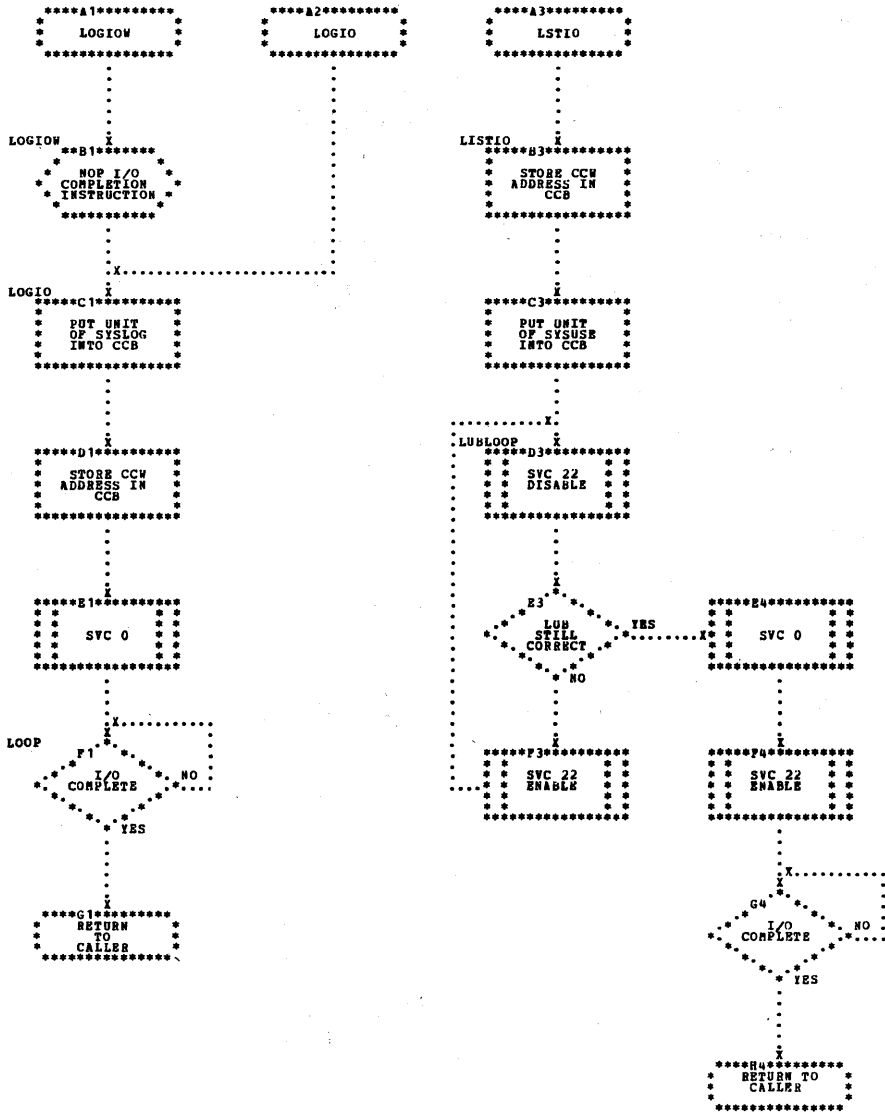 A1
LOGIOW
A2
LOGIO
A3
LSTIO
LOGIOW
B1
NOP I/O
COMPLETION
INSTRUCTION
LISTIO
B3
STORE CCW
ADDRESS IN
CCB
LOGIO
C1
PUT UNIT
OF SYSLOG
INTO CCB
C3
PUT UNIT
OF SYSUSE
INTO CCB
D1
STORE CCW
ADDRESS IN
CCB
LUBLOOP
D3
SVC 22
DISABLE
E1
SVC 0
E3
LUB
STILL
CORRECT
YES
NO
E4
SVC 0
LOOP
F1
I/O
COMPLETE
NO
YES
F3
SVC 22
ENABLE
F4
SVC 22
ENABLE
G1
RETURN
TO
CALLER
G4
I/O
COMPLETE
NO
YES
H4
RETURN TO
CALLER